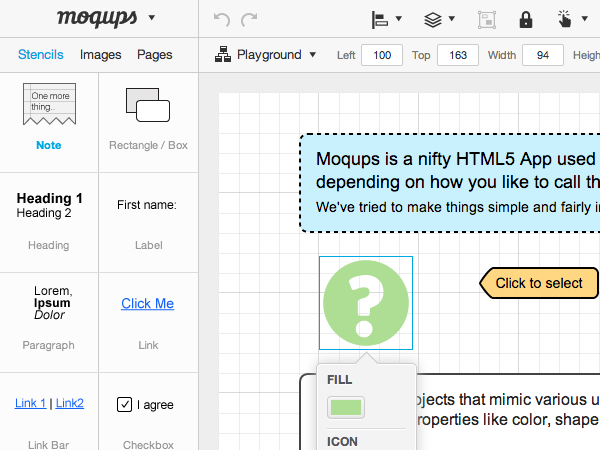 moqups
Stencils Images Pages
Playground
Left 100 Top 163 Width 94 Heigh
One more
thing..
Note
Rectangle / Box
Heading 1
Heading 2
Heading
First name:
Label
Lorem,
Ipsum
Dolor
Paragraph
Click Me
Link
Link 1 | Link2
Link Bar
I agree
Checkbox
Moqups is a nifty HTML5 App used
depending on how you like to call th
We've tried to make things simple and fairly i
?
Click to select
FILL
ICON
ojects that mimic various u
roperties like color, shape